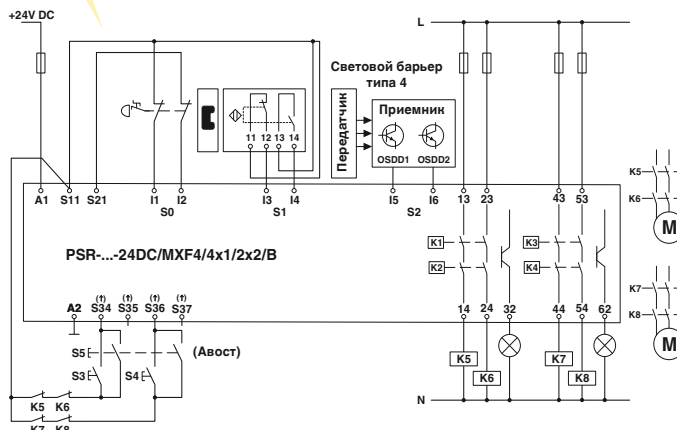 +24V DC
L
Световой барьер
типа 4
Передатчик
Приемник
OSDD1 OSDD2
11 12 13 14
A1 S11 S21 I1 I2 I3 I4 I5 I6 13 23 43 53
S0 S1 S2
K5
K6
M
K1 K3
K2 K4
PSR-...-24DC/MXF4/4x1/2x2/B
A2 (†) S34 (†) S35 (†) S36 (†) S37
14 24 32 44 54 62
K7
K8
M
S5 (Авост)
S3 S4
K5 K7
K6 K8
K5 K6
K7 K8
N